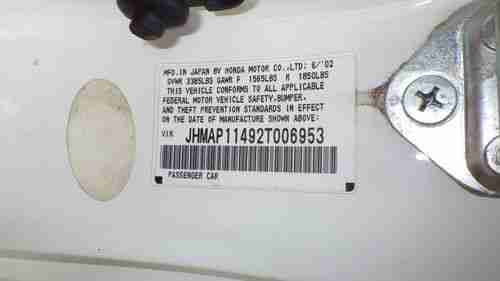 MFD.IN JAPAN BY HONDA MOTOR CO.,LTD: 6/'02
GVWR 3385LBS GAWR F 1565LBS R 1850LBS
THIS VEHICLE CONFORMS TO ALL APPLICABLE
FEDERAL MOTOR VEHICLE SAFETY,BUMPER,
AND THEFT PREVENTION STANDARDS IN EFFECT
ON THE DATE OF MANUFACTURE SHOWN ABOVE:
VIN JHMAP11492T006953
PASSENGER CAR